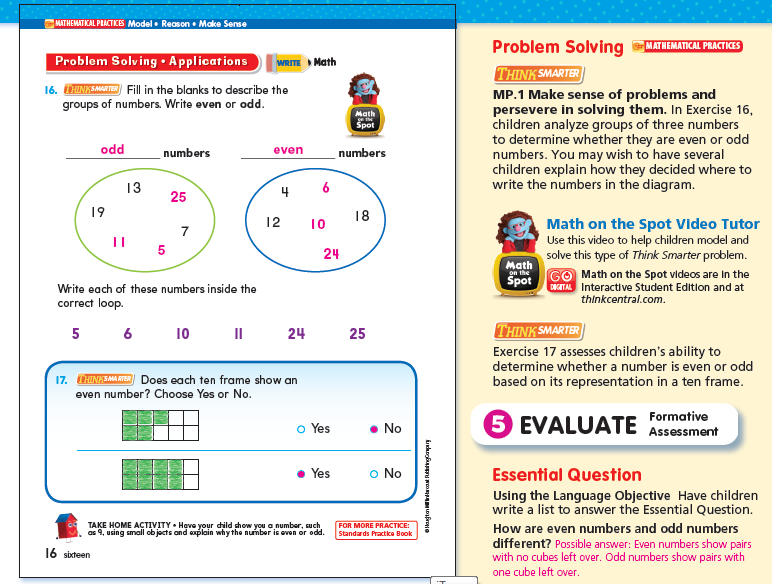 MATHEMATICAL PRACTICES Model • Reason • Make Sense
Problem Solving • Applications WRITE Math
16. THINK SMARTER Fill in the blanks to describe the
groups of numbers. Write even or odd.
Math
on the
Spot
odd numbers
even numbers
13
25
19
7
11
5
4
6
12
10
18
24
Write each of these numbers inside the
correct loop.
5 6 10 11 24 25
17. THINK SMARTER Does each ten frame show an
even number? Choose Yes or No.
Yes No
Yes No
TAKE HOME ACTIVITY • Have your child show you a number, such
as 9, using small objects and explain why the number is even or odd.
FOR MORE PRACTICE:
Standards Practice Book
16 sixteen
© Houghton Mifflin Harcourt Publishing Company
Problem Solving MATHEMATICAL PRACTICES
THINK SMARTER
MP.1 Make sense of problems and
persevere in solving them. In Exercise 16,
children analyze groups of three numbers
to determine whether they are even or odd
numbers. You may wish to have several
children explain how they decided where to
write the numbers in the diagram.
Math
on the
Spot
Math on the Spot Video Tutor
Use this video to help children model and
solve this type of Think Smarter problem.
GO
DIGITAL
Math on the Spot videos are in the
Interactive Student Edition and at
thinkcentral.com.
THINK SMARTER
Exercise 17 assesses children's ability to
determine whether a number is even or odd
based on its representation in a ten frame.
5 EVALUATE Formative
Assessment
Essential Question
Using the Language Objective Have children
write a list to answer the Essential Question.
How are even numbers and odd numbers
different? Possible answer: Even numbers show pairs
with no cubes left over. Odd numbers show pairs with
one cube left over.